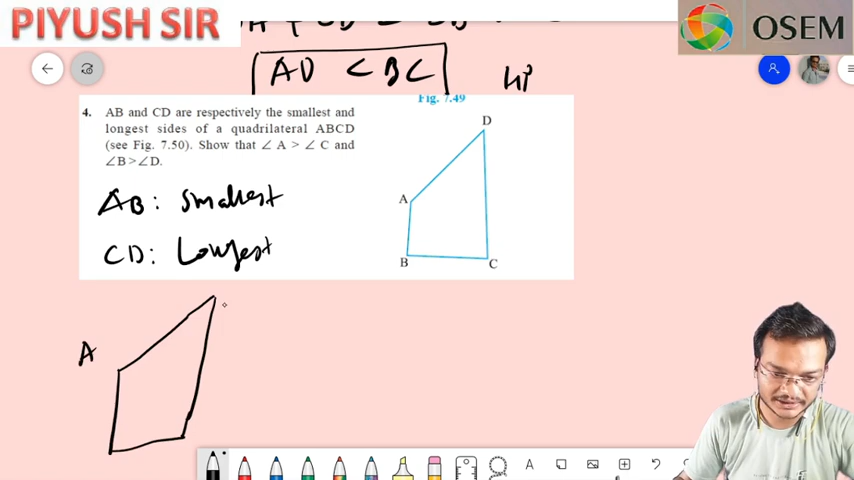 PIYUSH SIR
OSEM
AD < BC
HP
Fig. 7.49
4. AB and CD are respectively the smallest and
longest sides of a quadrilateral ABCD
(see Fig. 7.50). Show that ∠ A > ∠ C and
∠B > ∠D.
D
A
B
C
AB: Smallest
CD: Longest
A
A